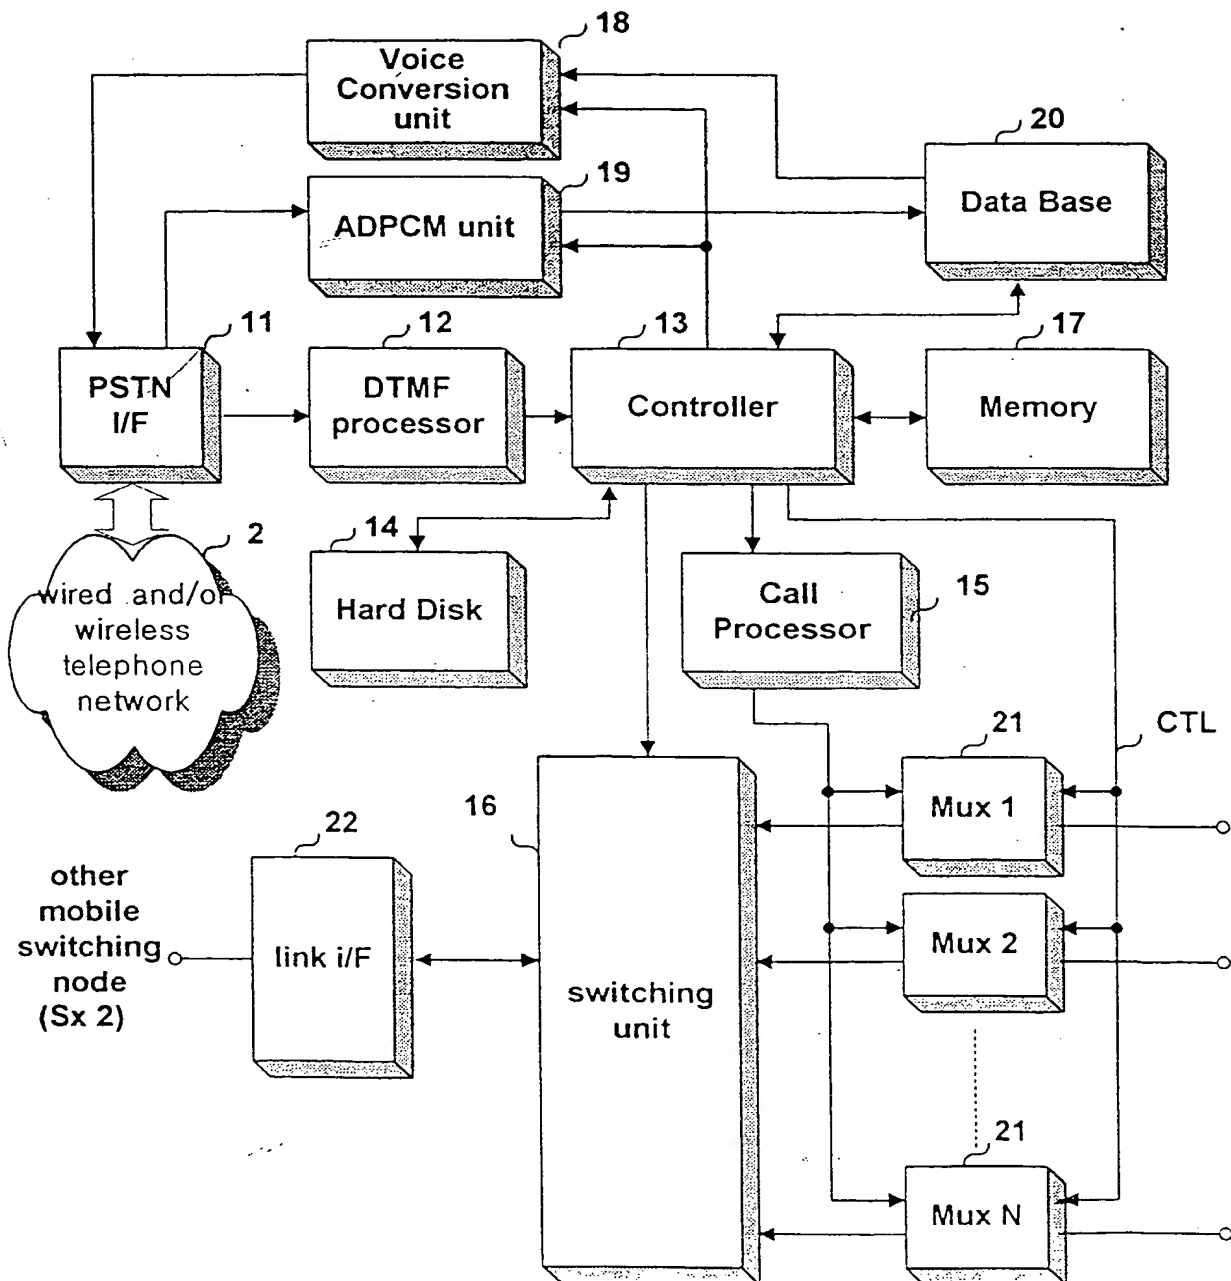 18
Voice
Conversion
unit
20
Data Base
19
ADPCM unit
11
PSTN
I/F
12
DTMF
processor
13
Controller
17
Memory
2
wired and/or
wireless
telephone
network
14
Hard Disk
Call
Processor
15
21
CTL
Mux 1
16
22
other
mobile
switching
node
(Sx 2)
link i/F
Mux 2
switching
unit
21
Mux N